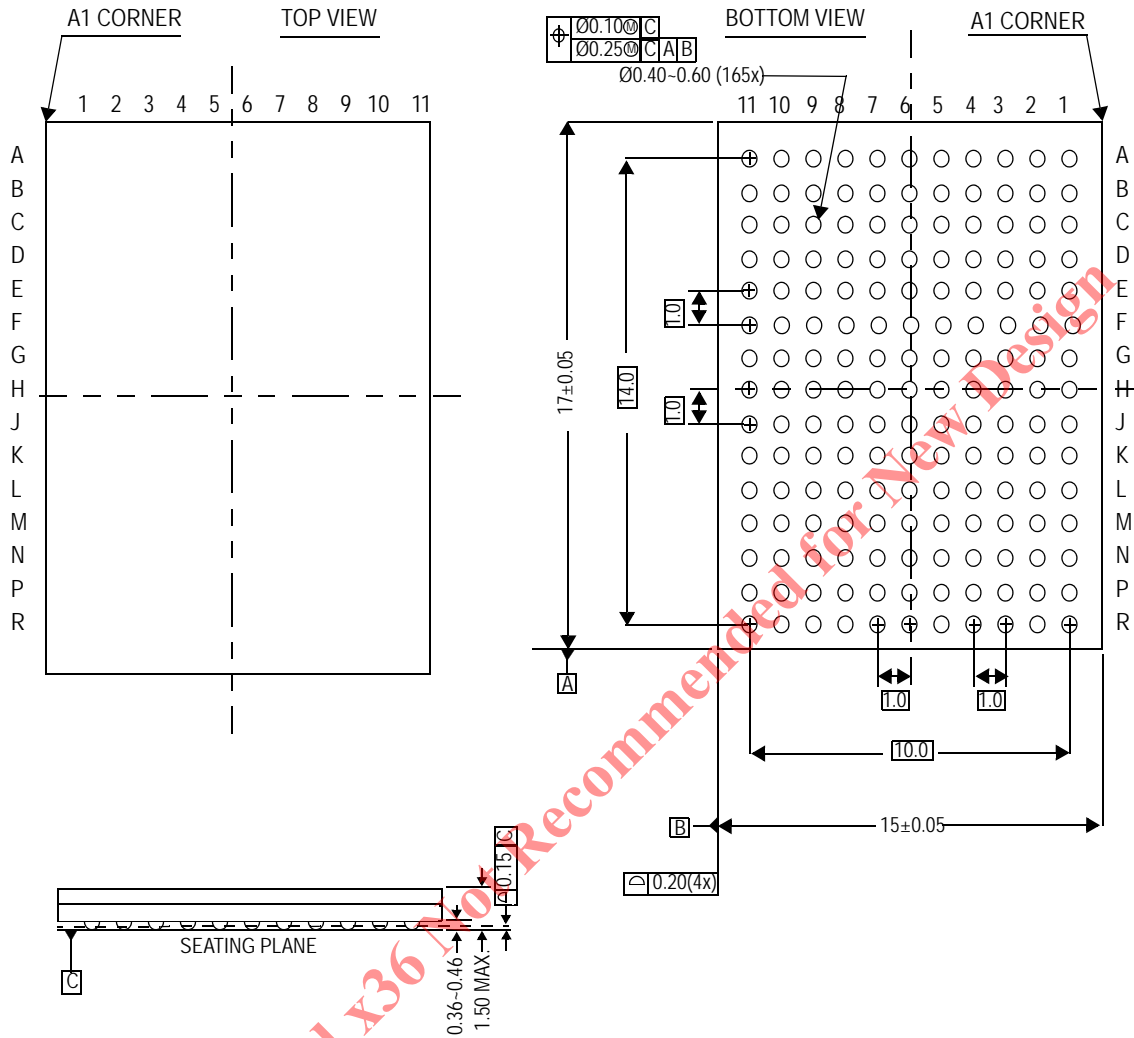 A1 CORNER
TOP VIEW
BOTTOM VIEW
A1 CORNER
Ø0.10Ⓜ C
Ø0.25Ⓜ C A B
Ø0.40~0.60 (165x)
1 2 3 4 5 6 7 8 9 10 11
11 10 9 8 7 6 5 4 3 2 1
A
B
C
D
E
F
G
H
J
K
L
M
N
P
R
A
B
C
D
E
F
G
H
J
K
L
M
N
P
R
17±0.05
14.0
1.0
1.0
A
1.0
1.0
10.0
B
15±0.05
0.20(4x)
0.15 C
SEATING PLANE
C
0.36~0.46
1.50 MAX.
x36 Not Recommended for New Design